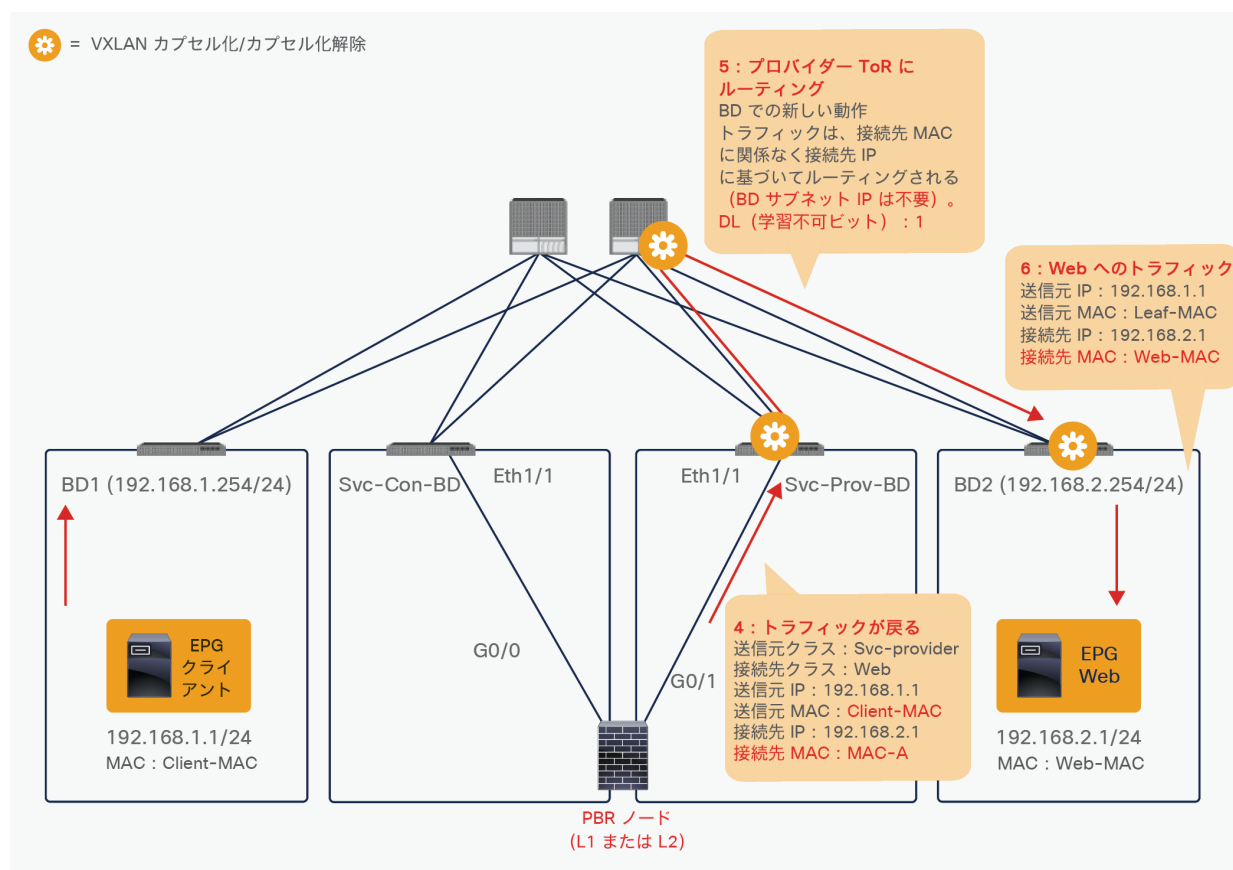 = VXLAN カプセル化/カプセル化解除
5：プロバイダー ToR に
ルーティング
BD での新しい動作
トラフィックは、接続先 MAC
に関係なく接続先 IP
に基づいてルーティングされる
（BD サブネット IP は不要）。
DL（学習不可ビット）：1
6：Web へのトラフィック
送信元 IP：192.168.1.1
送信元 MAC：Leaf-MAC
接続先 IP：192.168.2.1
接続先 MAC：Web-MAC
BD1 (192.168.1.254/24)
Svc-Con-BD
Eth1/1
Eth1/1
Svc-Prov-BD
BD2 (192.168.2.254/24)
EPG
クライ
アント
192.168.1.1/24
MAC：Client-MAC
G0/0
G0/1
4：トラフィックが戻る
送信元クラス：Svc-provider
接続先クラス：Web
送信元 IP：192.168.1.1
送信元 MAC：Client-MAC
接続先 IP：192.168.2.1
接続先 MAC：MAC-A
EPG
Web
192.168.2.1/24
MAC：Web-MAC
PBR ノード
(L1 または L2)